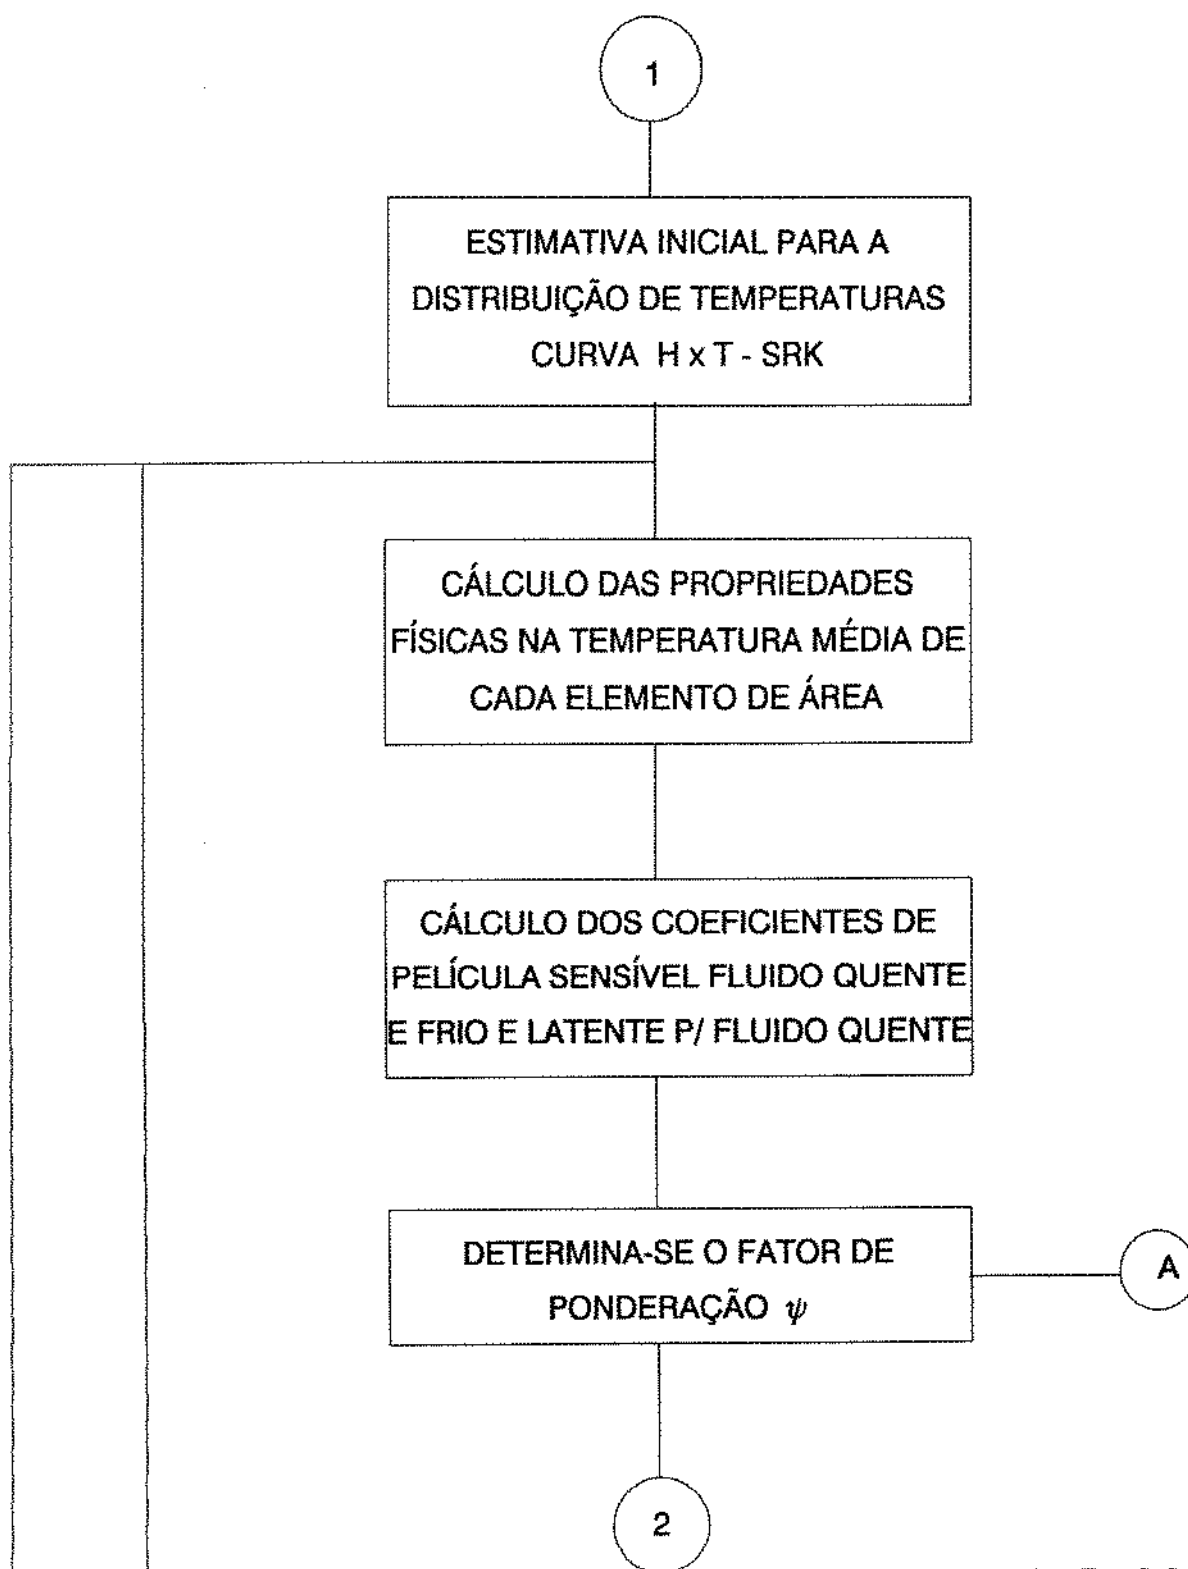 1
ESTIMATIVA INICIAL PARA A
DISTRIBUIÇÃO DE TEMPERATURAS
CURVA H x T - SRK
CÁLCULO DAS PROPRIEDADES
FÍSICAS NA TEMPERATURA MÉDIA DE
CADA ELEMENTO DE ÁREA
CÁLCULO DOS COEFICIENTES DE
PELÍCULA SENSÍVEL FLUIDO QUENTE
E FRIO E LATENTE P/ FLUIDO QUENTE
DETERMINA-SE O FATOR DE
PONDERAÇÃO ψ
A
2